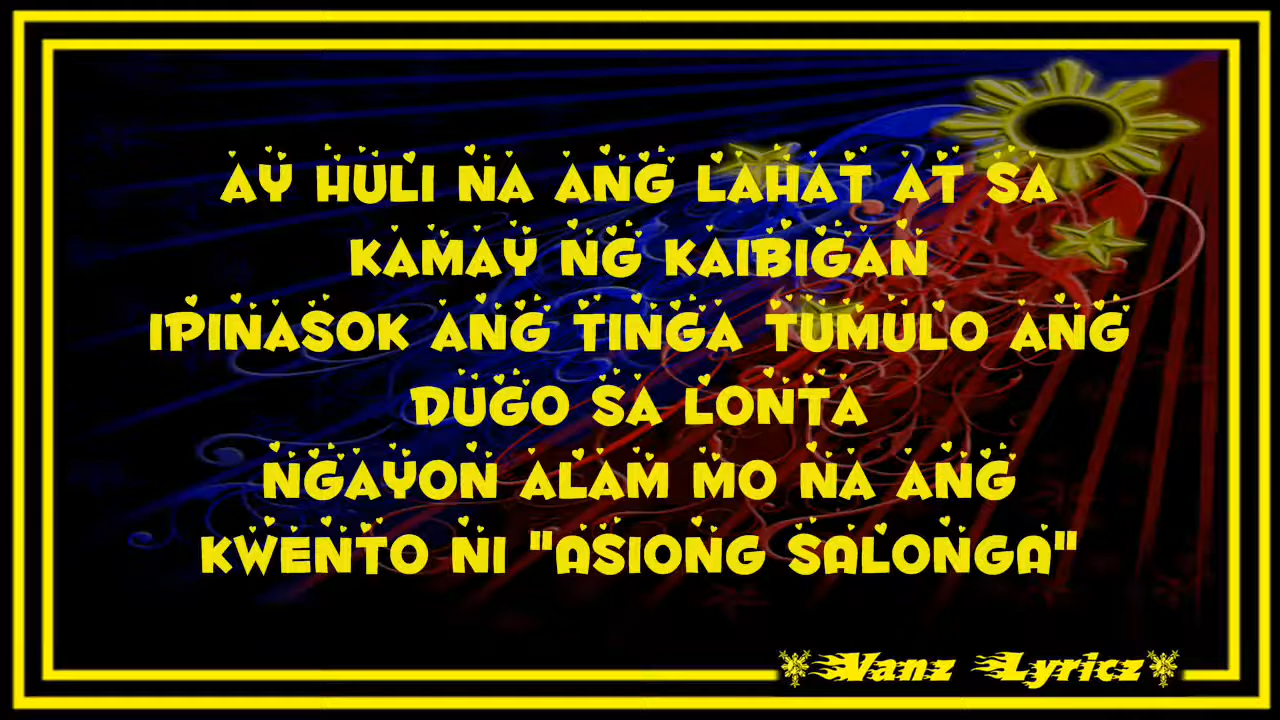 AY HULI NA ANG LAHAT AT SA
KAMAY NG KAIBIGAN
IPINASOK ANG TINGA TUMULO ANG
DUGO SA LONTA
NGAYON ALAM MO NA ANG
KWENTO NI "ASIONG SALONGA"
Vanz Lyricz